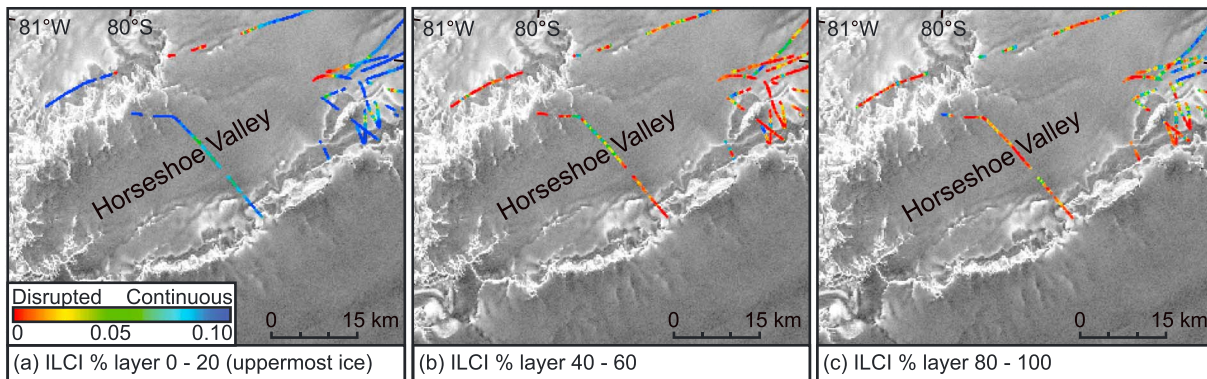 81°W
80°S
Horseshoe Valley
Disrupted Continuous
0 0.05 0.10
0 15 km
(a) ILCI % layer 0 - 20 (uppermost ice)
81°W
80°S
Horseshoe Valley
0 15 km
(b) ILCI % layer 40 - 60
81°W
80°S
Horseshoe Valley
0 15 km
(c) ILCI % layer 80 - 100